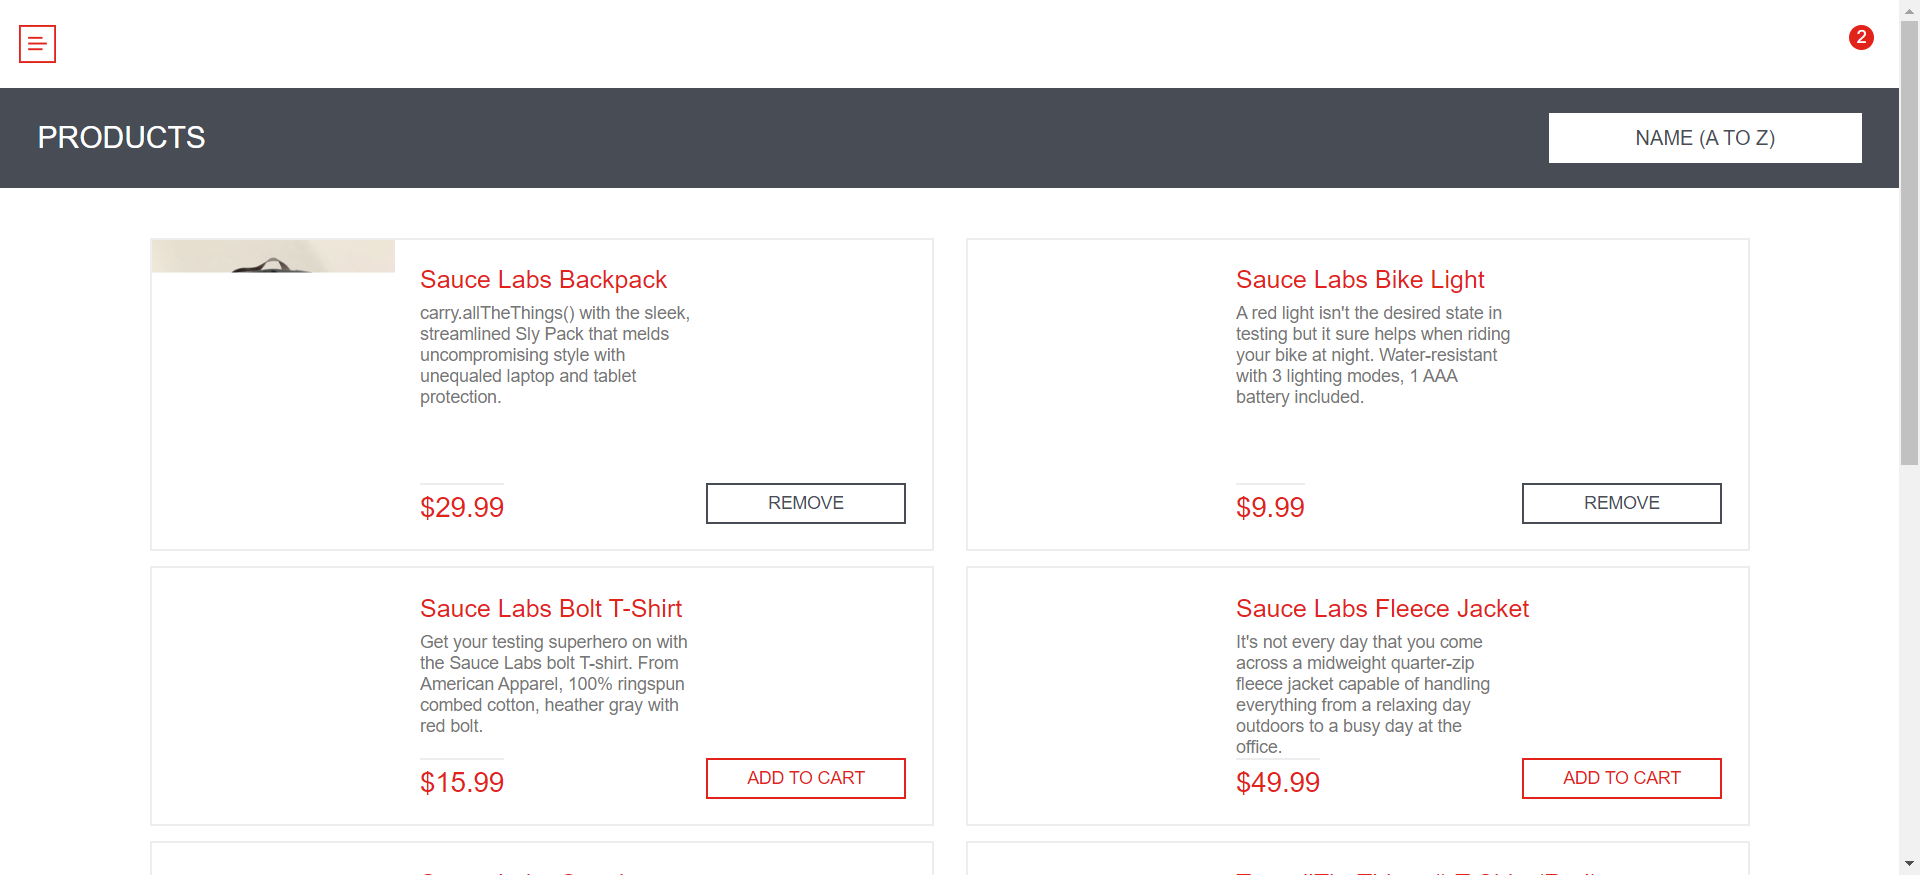 2
PRODUCTS
NAME (A TO Z)
Sauce Labs Backpack
carry.allTheThings() with the sleek,
streamlined Sly Pack that melds
uncompromising style with
unequaled laptop and tablet
protection.
$29.99
REMOVE
Sauce Labs Bike Light
A red light isn't the desired state in
testing but it sure helps when riding
your bike at night. Water-resistant
with 3 lighting modes, 1 AAA
battery included.
$9.99
REMOVE
Sauce Labs Bolt T-Shirt
Get your testing superhero on with
the Sauce Labs bolt T-shirt. From
American Apparel, 100% ringspun
combed cotton, heather gray with
red bolt.
$15.99
ADD TO CART
Sauce Labs Fleece Jacket
It's not every day that you come
across a midweight quarter-zip
fleece jacket capable of handling
everything from a relaxing day
outdoors to a busy day at the
office.
$49.99
ADD TO CART